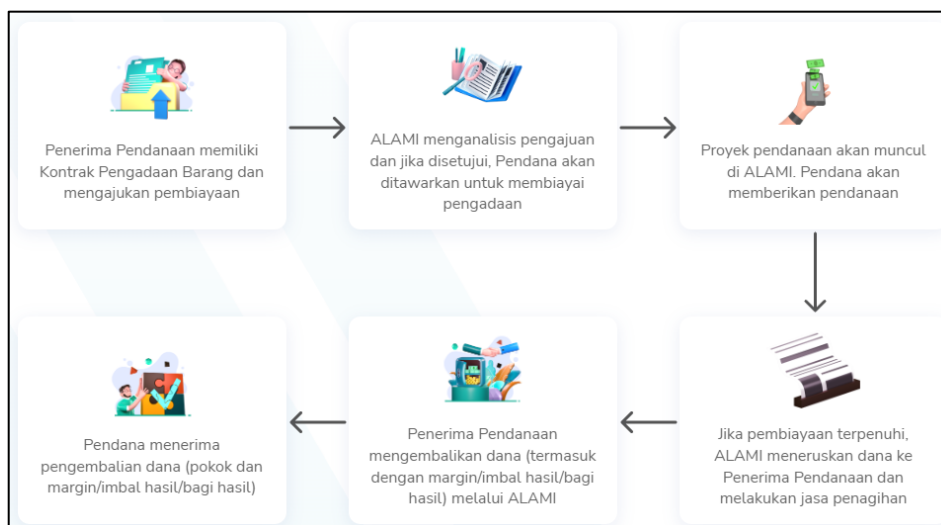 Penerima Pendanaan memiliki
Kontrak Pengadaan Barang dan
mengajukan pembiayaan
ALAMI menganalisis pengajuan
dan jika disetujui, Pendana akan
ditawarkan untuk membiayai
pengadaan
Proyek pendanaan akan muncul
di ALAMI. Pendana akan
memberikan pendanaan
Jika pembiayaan terpenuhi,
ALAMI meneruskan dana ke
Penerima Pendanaan dan
melakukan jasa penagihan
Penerima Pendanaan
mengembalikan dana (termasuk
dengan margin/imbal hasil/bagi
hasil) melalui ALAMI
Pendana menerima
pengembalian dana (pokok dan
margin/imbal hasil/bagi hasil)